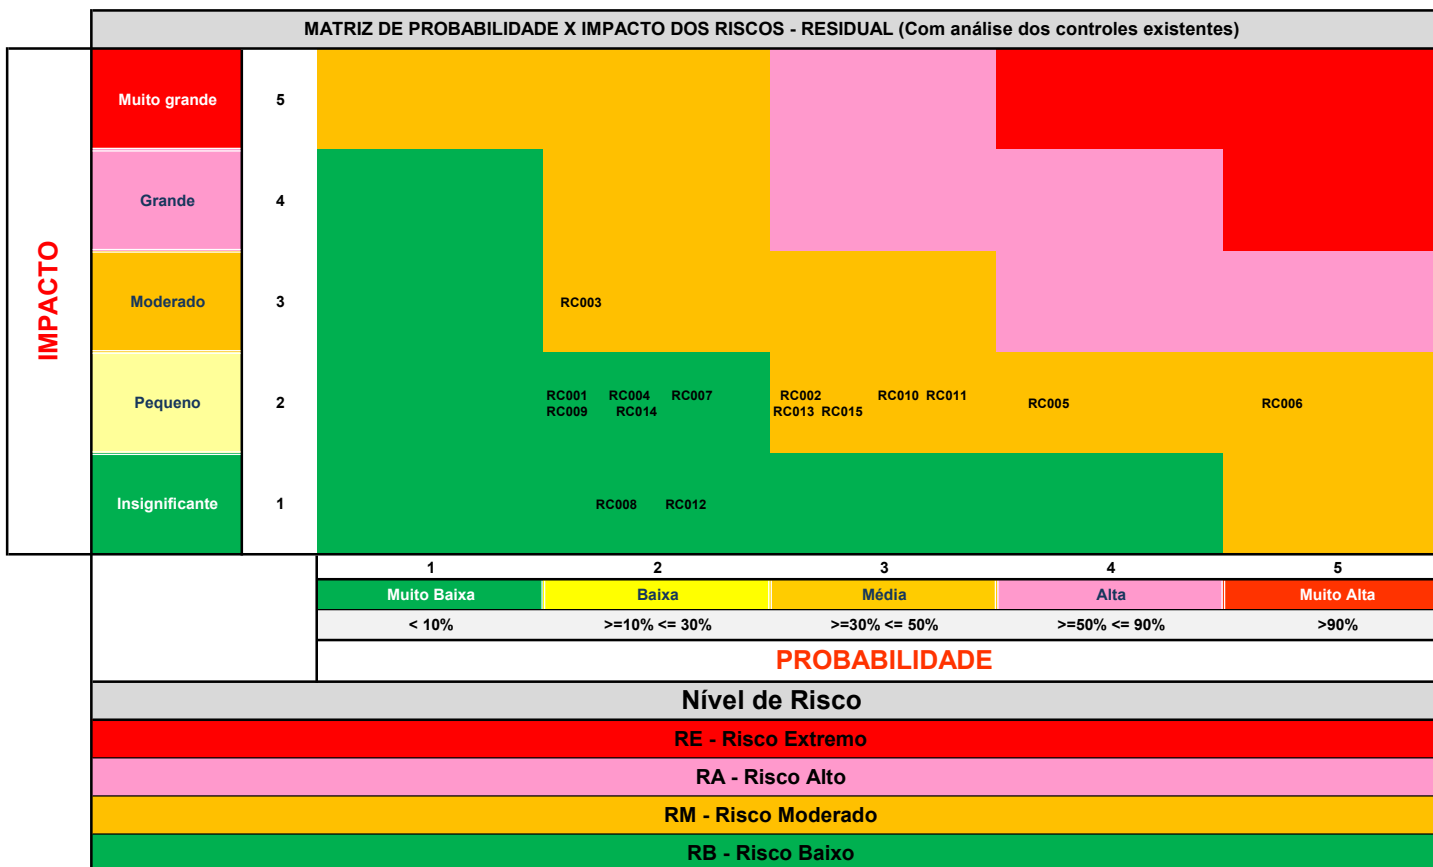 MATRIZ DE PROBABILIDADE X IMPACTO DOS RISCOS - RESIDUAL (Com análise dos controles existentes)
IMPACTO
Muito grande 5
Grande 4
Moderado 3 RC003
Pequeno 2
RC001 RC004 RC007 RC002 RC010 RC011
RC009 RC014 RC013 RC015
RC005 RC006
Insignificante 1 RC008 RC012
1 2 3 4 5
Muito Baixa Baixa Média Alta Muito Alta
< 10% >=10% <= 30% >=30% <= 50% >=50% <= 90% >90%
PROBABILIDADE
Nível de Risco
RE - Risco Extremo
RA - Risco Alto
RM - Risco Moderado
RB - Risco Baixo